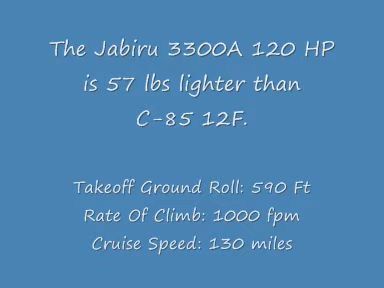 The Jabiru 3300A 120 HP
is 57 lbs lighter than
C-85 12F.
Takeoff Ground Roll: 590 Ft
Rate Of Climb: 1000 fpm
Cruise Speed: 130 miles